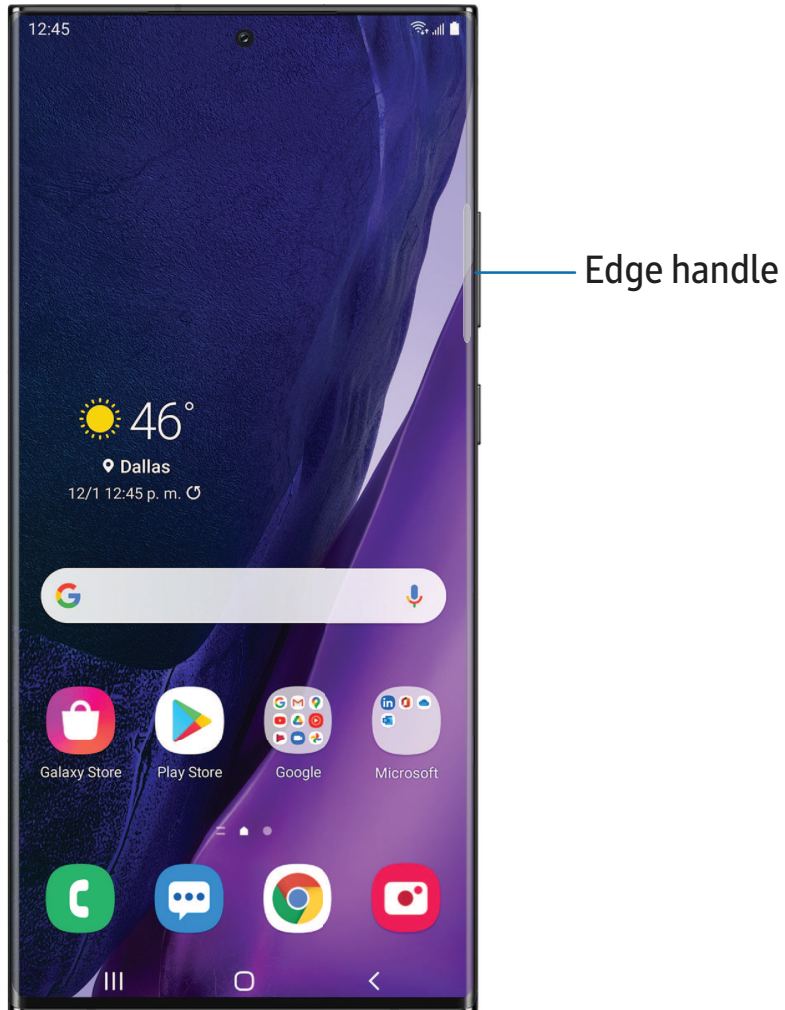 12:45
Edge handle
46°
Dallas
12/1 12:45 p. m.
G
Galaxy Store Play Store Google Microsoft